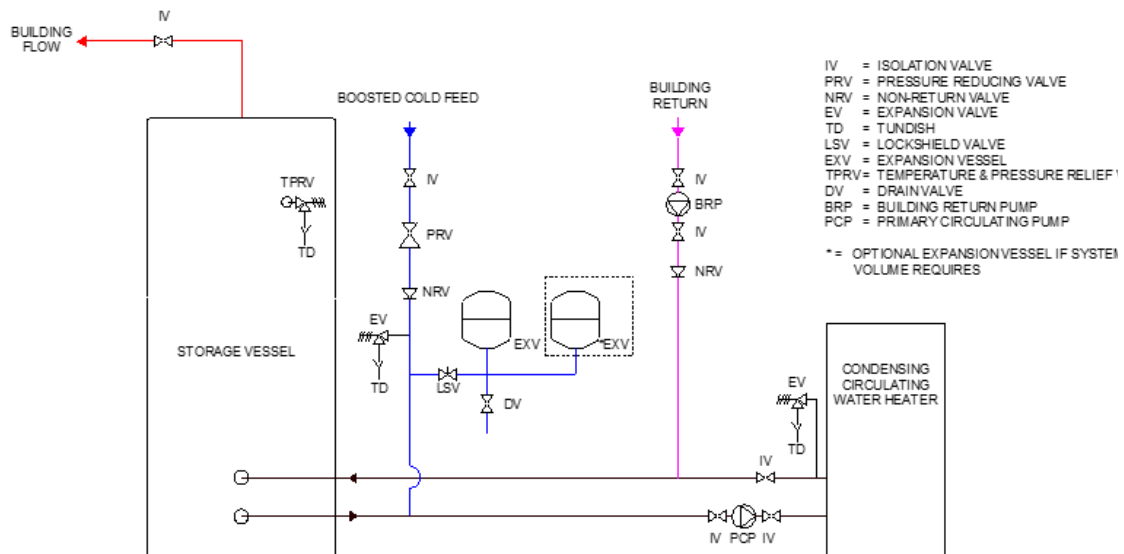 IV
BUILDING
FLOW
BOOSTED COLD FEED
BUILDING
RETURN
IV = ISOLATION VALVE
PRV = PRESSURE REDUCING VALVE
NRV = NON-RETURN VALVE
EV = EXPANSION VALVE
TD = TUNDISH
LSV = LOCKSHIELD VALVE
EXV = EXPANSION VESSEL
TPRV = TEMPERATURE & PRESSURE RELIEF
DV = DRAIN VALVE
BRP = BUILDING RETURN PUMP
PCP = PRIMARY CIRCULATING PUMP
* = OPTIONAL EXPANSION VESSEL IF SYSTEM
VOLUME REQUIRES
TPRV
TD
IV
PRV
NRV
EV
TD
LSV
EXV
*EXV
DV
IV
BRP
IV
NRV
STORAGE VESSEL
CONDENSING
CIRCULATING
WATER HEATER
EV
TD
IV
IV PCP IV